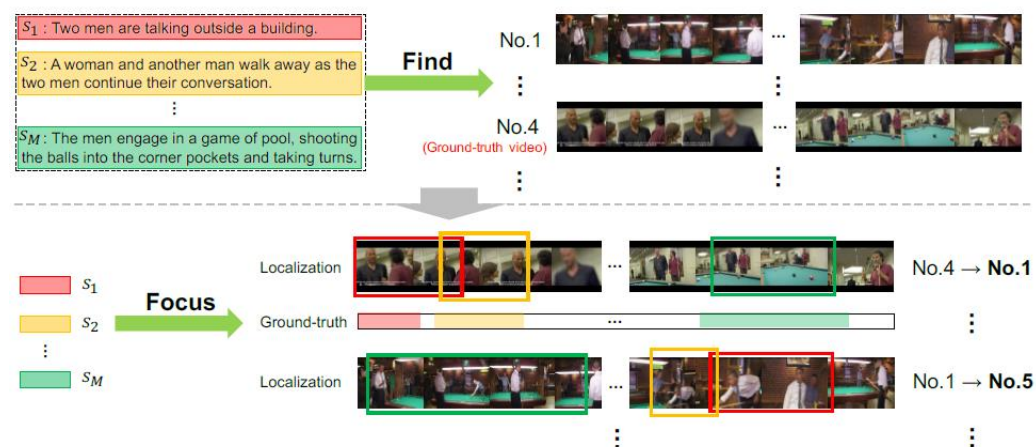 S₁ : Two men are talking outside a building.
S₂ : A woman and another man walk away as the
two men continue their conversation.
⋮
S_M : The men engage in a game of pool, shooting
the balls into the corner pockets and taking turns.
Find
No.1
...
⋮
⋮
No.4
(Ground-truth video)
...
⋮
⋮
S₁
S₂
⋮
S_M
Focus
Localization
...
No.4 → No.1
Ground-truth
...
⋮
Localization
...
No.1 → No.5
⋮
⋮